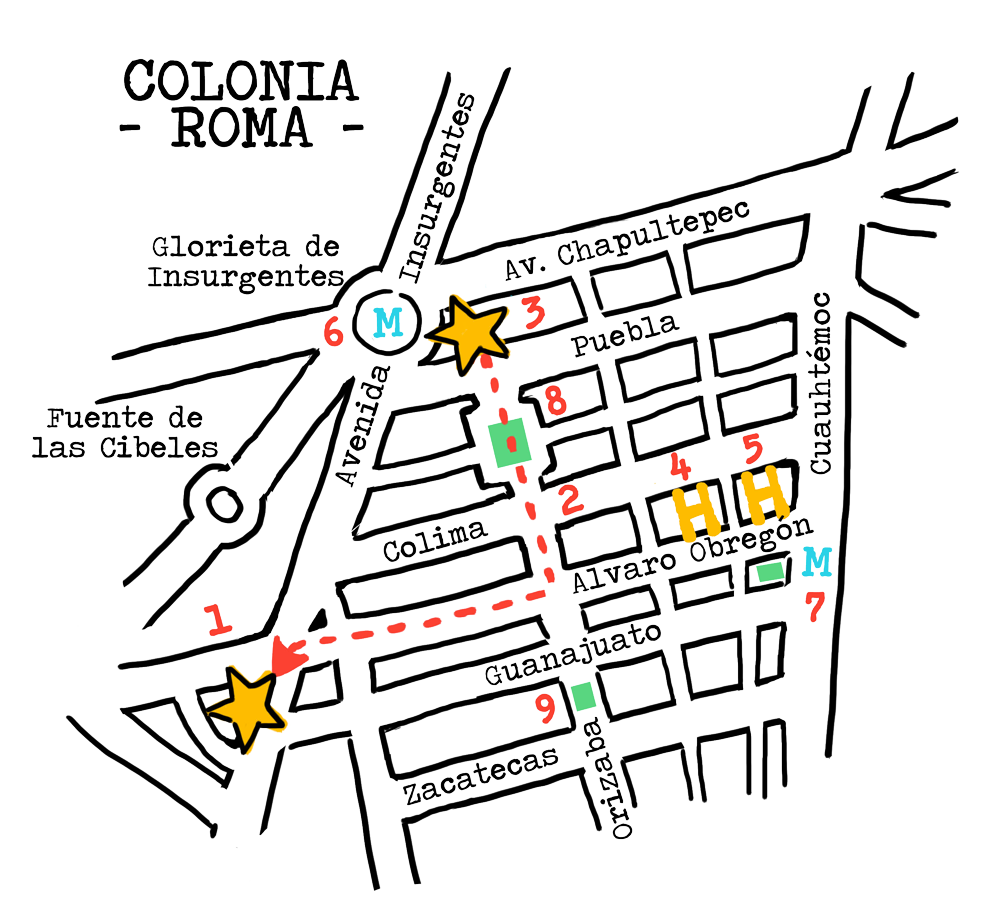 COLONIA
- ROMA -
Insurgentes
Glorieta de
Insurgentes
Av. Chapultepec
6
M
3
Puebla
Cuauhtémoc
Fuente de
las Cibeles
Avenida
8
4
5
2
Colima
Alvaro Obregón
H
H
M
7
1
Guanajuato
9
Zacatecas
Orizaba